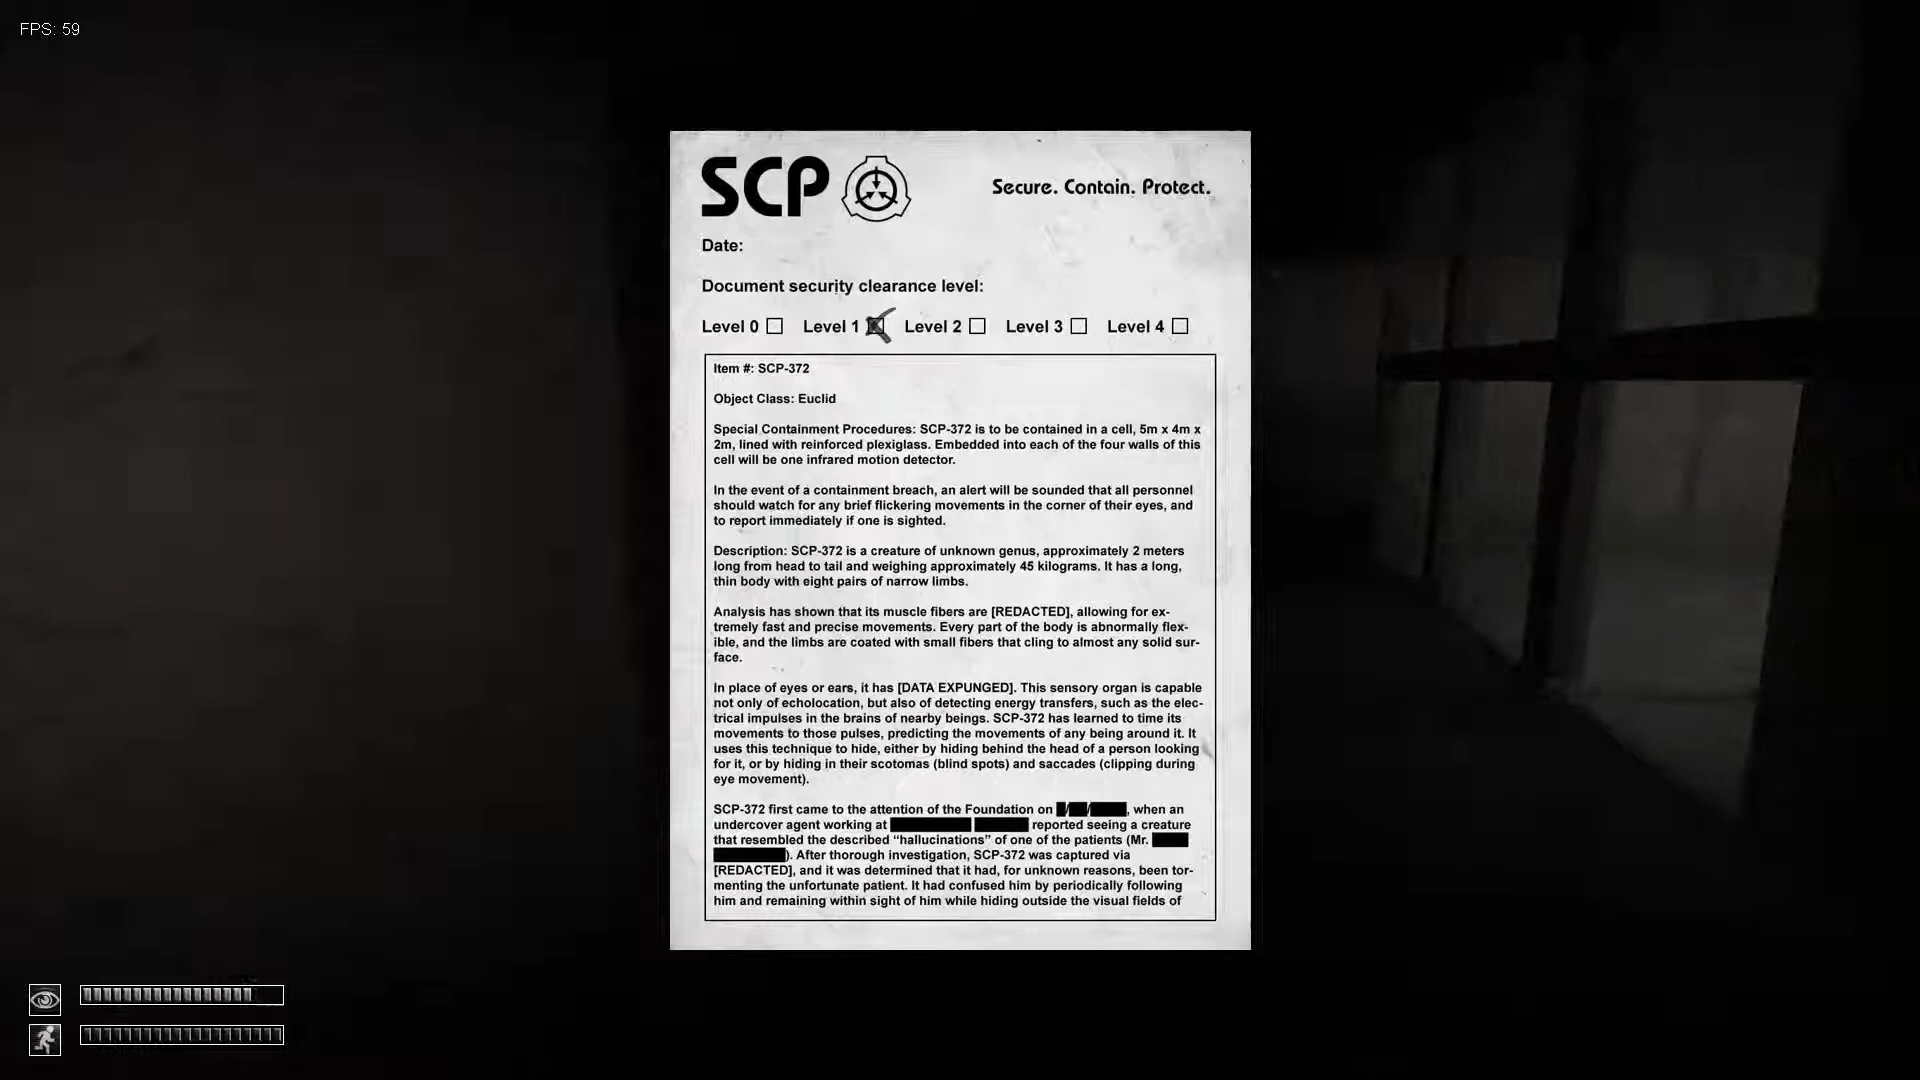 FPS: 59
SCP
Secure. Contain. Protect.
Date:
Document security clearance level:
Level 0 Level 1 Level 2 Level 3 Level 4
Item #: SCP-372
Object Class: Euclid
Special Containment Procedures: SCP-372 is to be contained in a cell, 5m x 4m x
2m, lined with reinforced plexiglass. Embedded into each of the four walls of this
cell will be one infrared motion detector.
In the event of a containment breach, an alert will be sounded that all personnel
should watch for any brief flickering movements in the corner of their eyes, and
to report immediately if one is sighted.
Description: SCP-372 is a creature of unknown genus, approximately 2 meters
long from head to tail and weighing approximately 45 kilograms. It has a long,
thin body with eight pairs of narrow limbs.
Analysis has shown that its muscle fibers are [REDACTED], allowing for ex-
tremely fast and precise movements. Every part of the body is abnormally flex-
ible, and the limbs are coated with small fibers that cling to almost any solid sur-
face.
In place of eyes or ears, it has [DATA EXPUNGED]. This sensory organ is capable
not only of echolocation, but also of detecting energy transfers, such as the elec-
trical impulses in the brains of nearby beings. SCP-372 has learned to time its
movements to those pulses, predicting the movements of any being around it. It
uses this technique to hide, either by hiding behind the head of a person looking
for it, or by hiding in their scotomas (blind spots) and saccades (clipping during
eye movement).
SCP-372 first came to the attention of the Foundation on █/██/████, when an
undercover agent working at ████████ █████ reported seeing a creature
that resembled the described “hallucinations” of one of the patients (Mr. ███
███████). After thorough investigation, SCP-372 was captured via
[REDACTED], and it was determined that it had, for unknown reasons, been tor-
menting the unfortunate patient. It had confused him by periodically following
him and remaining within sight of him while hiding outside the visual fields of